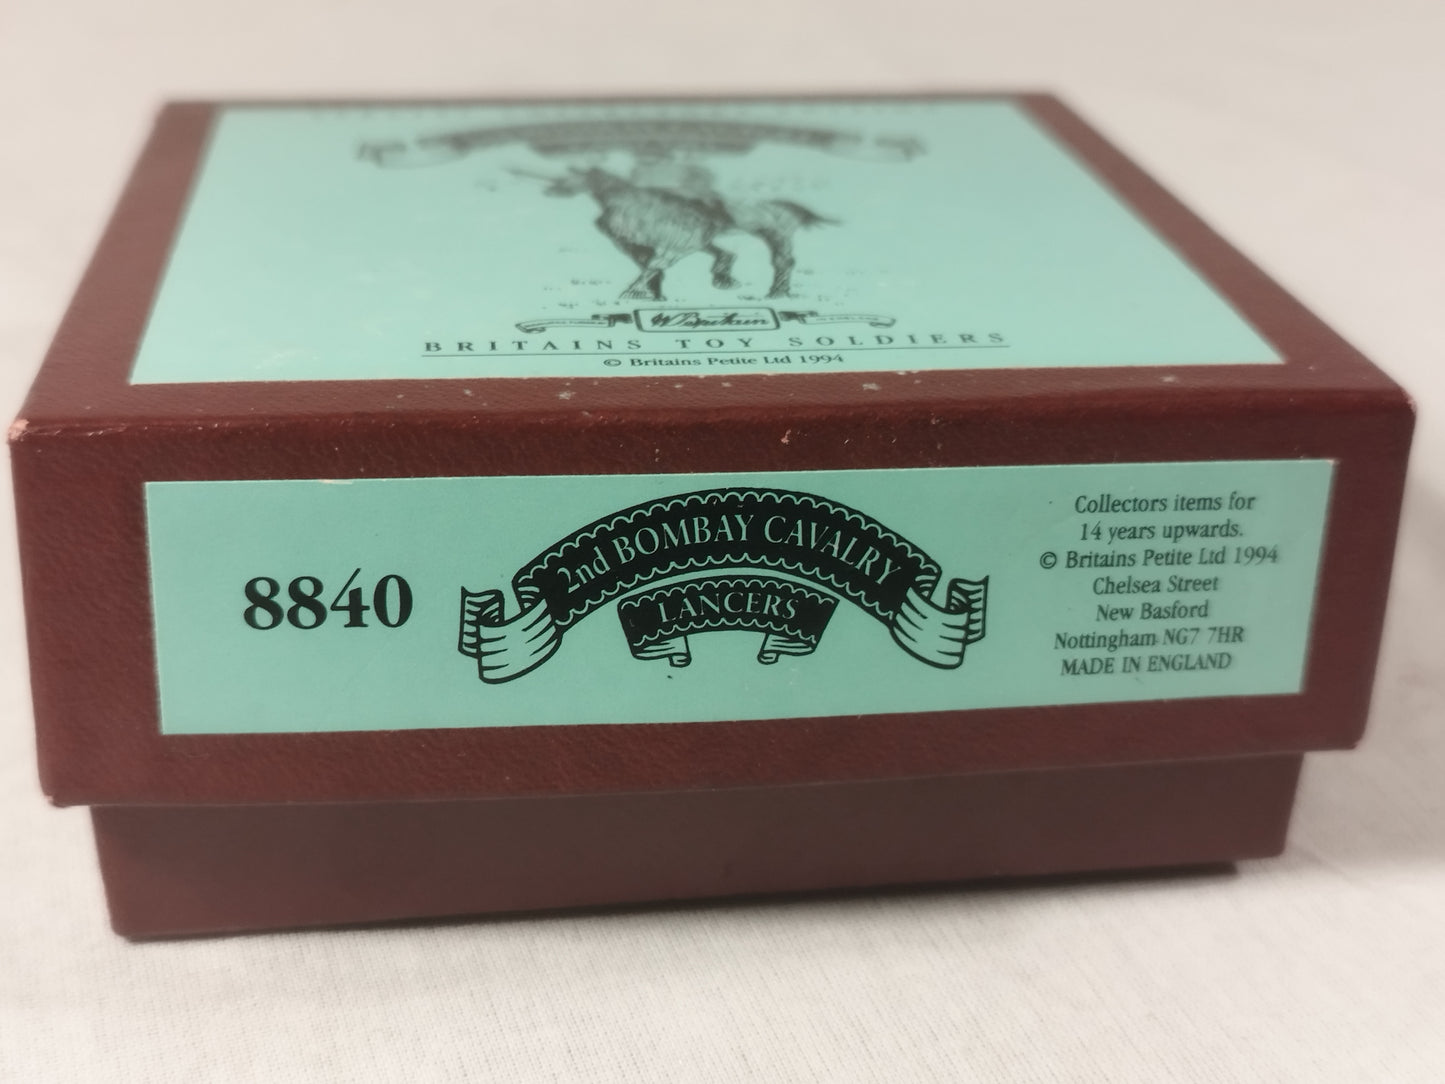 W Britain
BRITAINS TOY SOLDIERS
© Britains Petite Ltd 1994
8840
2nd BOMBAY CAVALRY
LANCERS
Collectors items for
14 years upwards.
© Britains Petite Ltd 1994
Chelsea Street
New Basford
Nottingham NG7 7HR
MADE IN ENGLAND